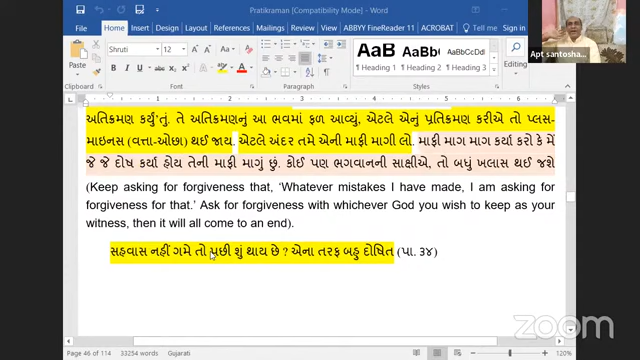 Pratikraman [Compatibility Mode] - Word
File Home Insert Design Layout References Mailings Review View ABBYY FineReader 11 ACROBAT Tell me... Share
Shruti 12
Paste
AaB AaBb( AaBbCcDdI
¶ Heading 1 ¶ Heading 2 ¶ Heading 3 Styles Editing
Clipboard Font Paragraph Styles
Apt santosha...
અતિક્રમણ કર્યું'તું. તે અતિક્રમણનું આ ભવમાં ફળ આવ્યું, એટલે એનું પ્રતિક્રમણ કરીએ તો પ્લસ-
માઇનસ (વત્તા-ઓછા) થઈ જાય. એટલે અંદર તમે એની માફી માગી લો. માફી માગ માગ કર્યા કરો કે મેં
જે જે દોષ કર્યા હોય તેની માફી માગું છું. કોઈ પણ ભગવાનની સાક્ષીએ, તો બધું ખલાસ થઈ જશે
(Keep asking for forgiveness that, 'Whatever mistakes I have made, I am asking for
forgiveness for that.' Ask for forgiveness with whichever God you wish to keep as your
witness, then it will all come to an end).
સહવાસ નહીં ગમે તો પછી શું થાય છે ? એના તરફ બહુ દોષિત (પા. ૩૪)
zoom
Page 46 of 114 33254 words Gujarati 120%